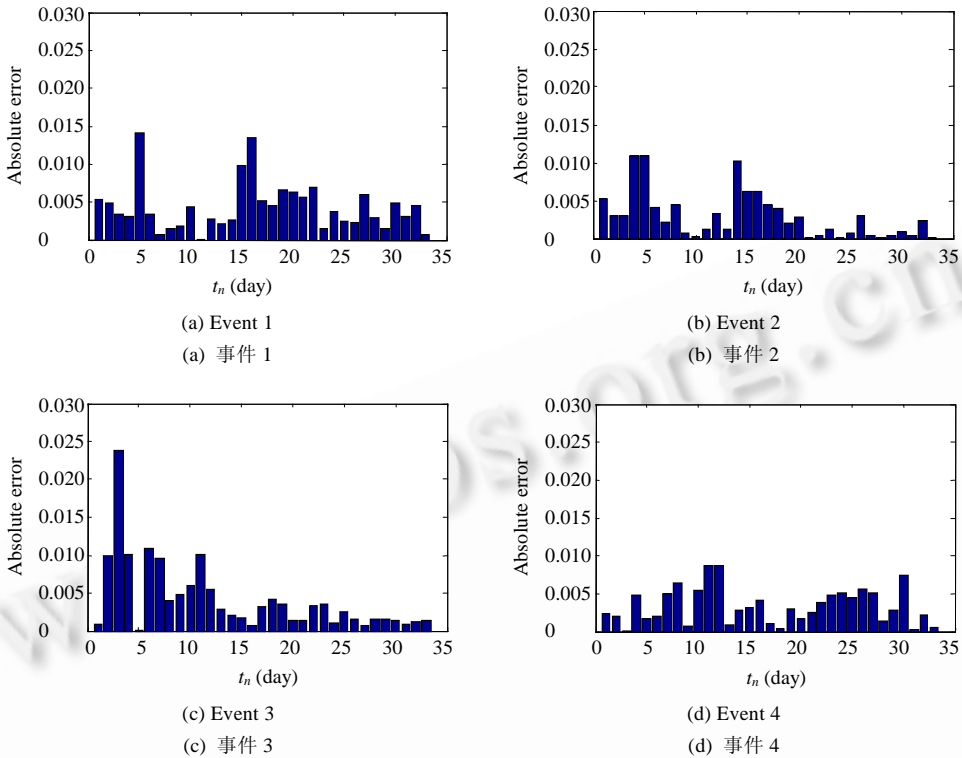 0.030
0.025
0.020
0.015
0.010
0.005
0
Absolute error
0 5 10 15 20 25 30 35
tn (day)
(a) Event 1
(a) 事件 1
0.030
0.025
0.020
0.015
0.010
0.005
0
Absolute error
0 5 10 15 20 25 30 35
tn (day)
(b) Event 2
(b) 事件 2
0.030
0.025
0.020
0.015
0.010
0.005
0
Absolute error
0 5 10 15 20 25 30 35
tn (day)
(c) Event 3
(c) 事件 3
0.030
0.025
0.020
0.015
0.010
0.005
0
Absolute error
0 5 10 15 20 25 30 35
tn (day)
(d) Event 4
(d) 事件 4